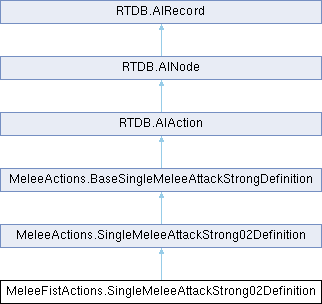 RTDB.AIRecord
RTDB.AINode
RTDB.AIAction
MeleeActions.BaseSingleMeleeAttackStrongDefinition
MeleeActions.SingleMeleeAttackStrong02Definition
MeleeFistActions.SingleMeleeAttackStrong02Definition